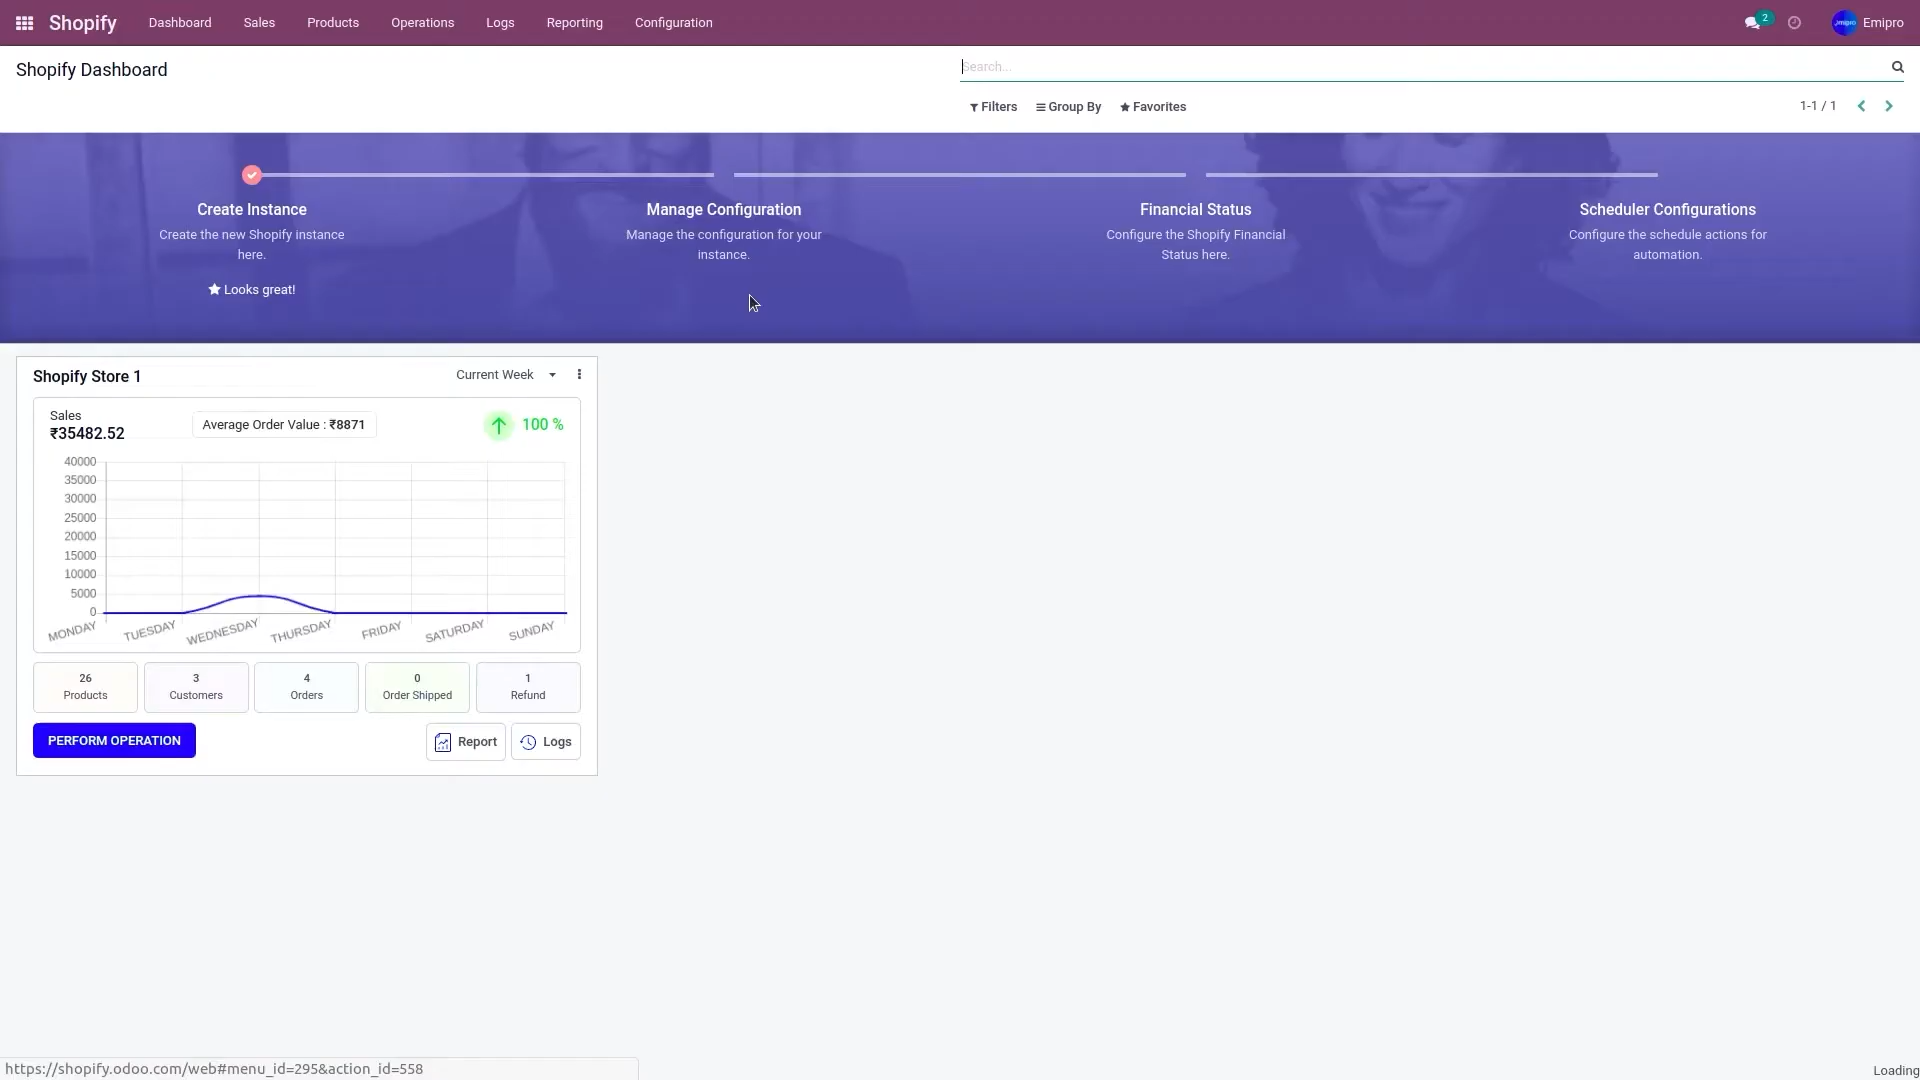 Shopify Dashboard Sales Products Operations Logs Reporting Configuration 2 Emipro
Shopify Dashboard
Search...
Filters Group By Favorites 1-1 / 1
Create Instance
Create the new Shopify instance
here.
Looks great!
Manage Configuration
Manage the configuration for your
instance.
Financial Status
Configure the Shopify Financial
Status here.
Scheduler Configurations
Configure the schedule actions for
automation.
Shopify Store 1 Current Week
Sales
₹35482.52
Average Order Value : ₹8871
100 %
40000
35000
30000
25000
20000
15000
10000
5000
0
MONDAY TUESDAY WEDNESDAY THURSDAY FRIDAY SATURDAY SUNDAY
26
Products
3
Customers
4
Orders
0
Order Shipped
1
Refund
PERFORM OPERATION Report Logs
https://shopify.odoo.com/web#menu_id=295&action_id=558
Loading